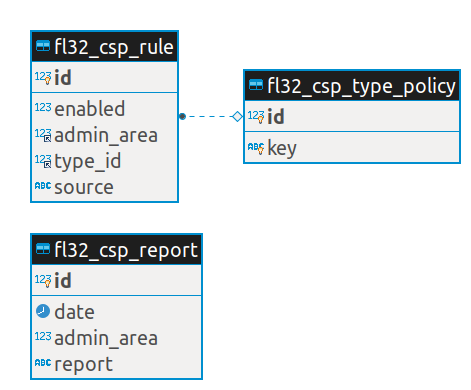 fl32_csp_rule
123 id
123 enabled
123 admin_area
123 type_id
ABC source
fl32_csp_type_policy
123 id
ABC key
fl32_csp_report
123 id
date
123 admin_area
ABC report